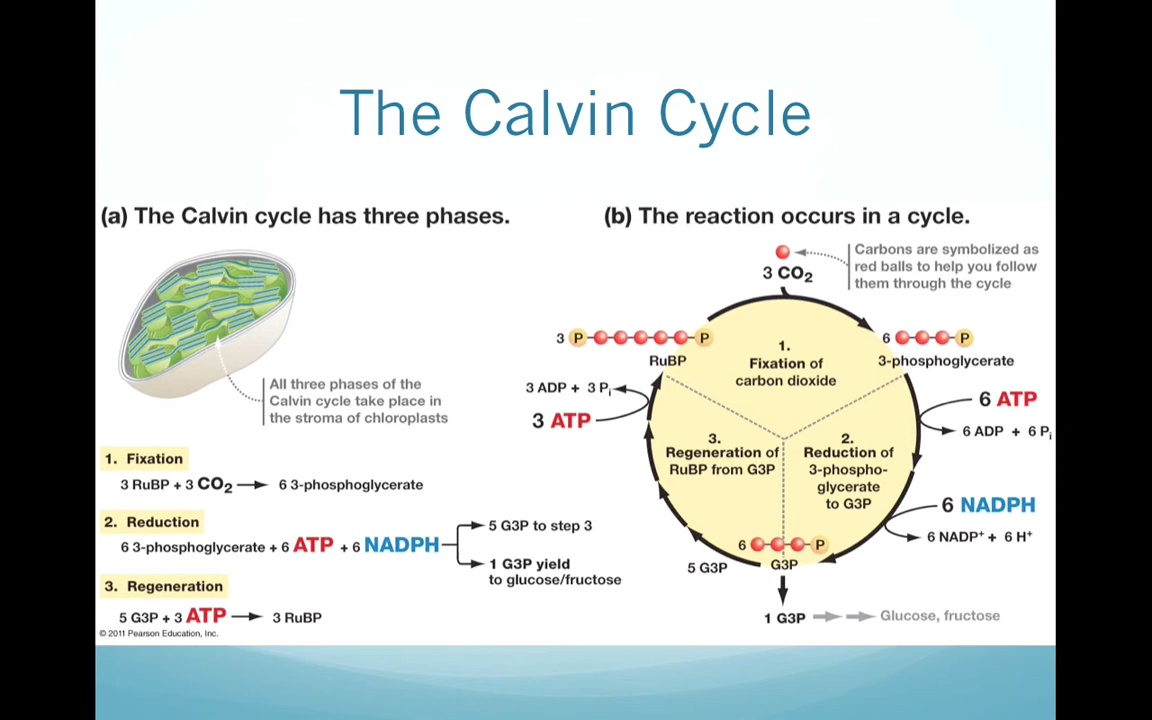 The Calvin Cycle
(a) The Calvin cycle has three phases.
All three phases of the
Calvin cycle take place in
the stroma of chloroplasts
1. Fixation
3 RuBP + 3 CO₂ → 6 3-phosphoglycerate
2. Reduction
6 3-phosphoglycerate + 6 ATP + 6 NADPH
5 G3P to step 3
1 G3P yield
to glucose/fructose
3. Regeneration
5 G3P + 3 ATP → 3 RuBP
© 2011 Pearson Education, Inc.
(b) The reaction occurs in a cycle.
Carbons are symbolized as
red balls to help you follow
them through the cycle
3 CO₂
3 P P
RuBP
1.
Fixation of
carbon dioxide
6 P
3-phosphoglycerate
3 ADP + 3 Pᵢ
3 ATP
6 ATP
6 ADP + 6 Pᵢ
3.
Regeneration of
RuBP from G3P
2.
Reduction of
3-phospho-
glycerate
to G3P
6 NADPH
6 NADP⁺ + 6 H⁺
6 P
5 G3P
G3P
1 G3P
Glucose, fructose